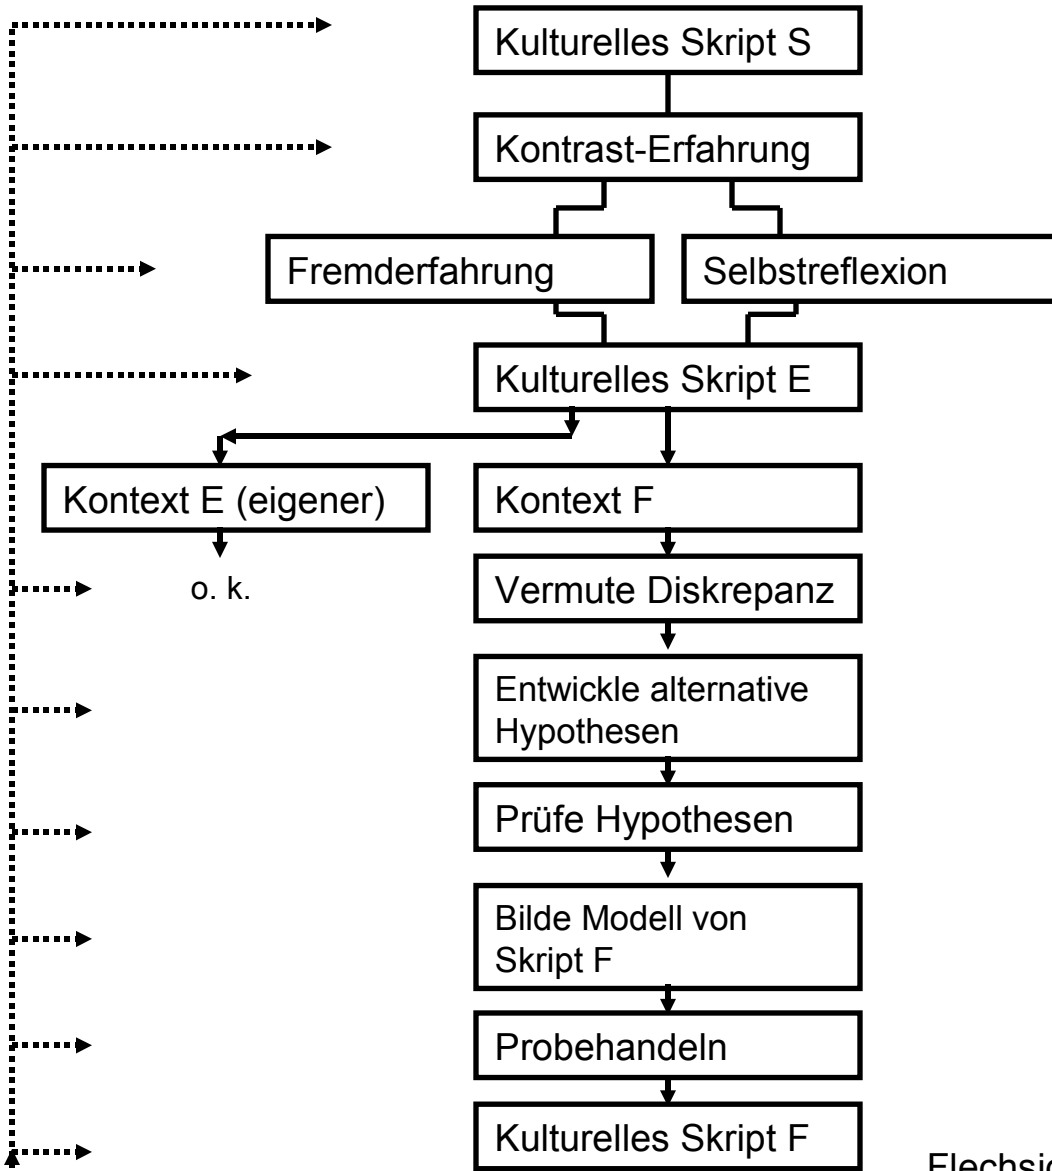 Kulturelles Skript S
Kontrast-Erfahrung
Fremderfahrung
Selbstreflexion
Kulturelles Skript E
Kontext E (eigener)
Kontext F
o. k.
Vermute Diskrepanz
Entwickle alternative
Hypothesen
Prüfe Hypothesen
Bilde Modell von
Skript F
Probehandeln
Kulturelles Skript F